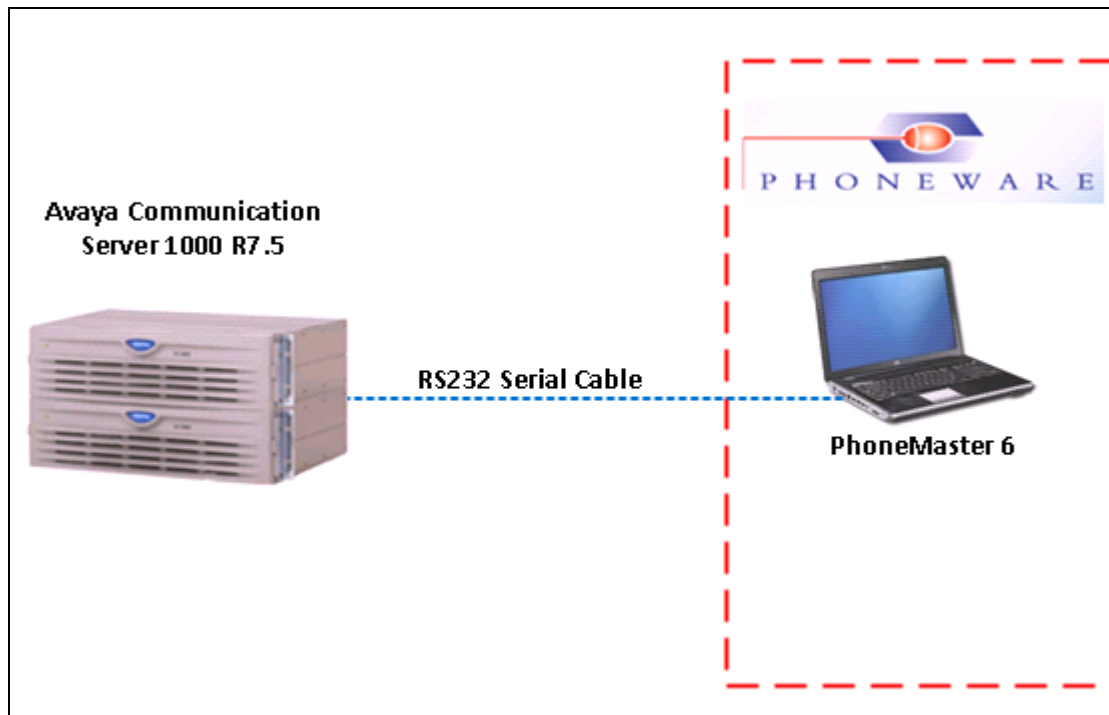 PHONEWARE
Avaya Communication
Server 1000 R7.5
RS232 Serial Cable
PhoneMaster 6